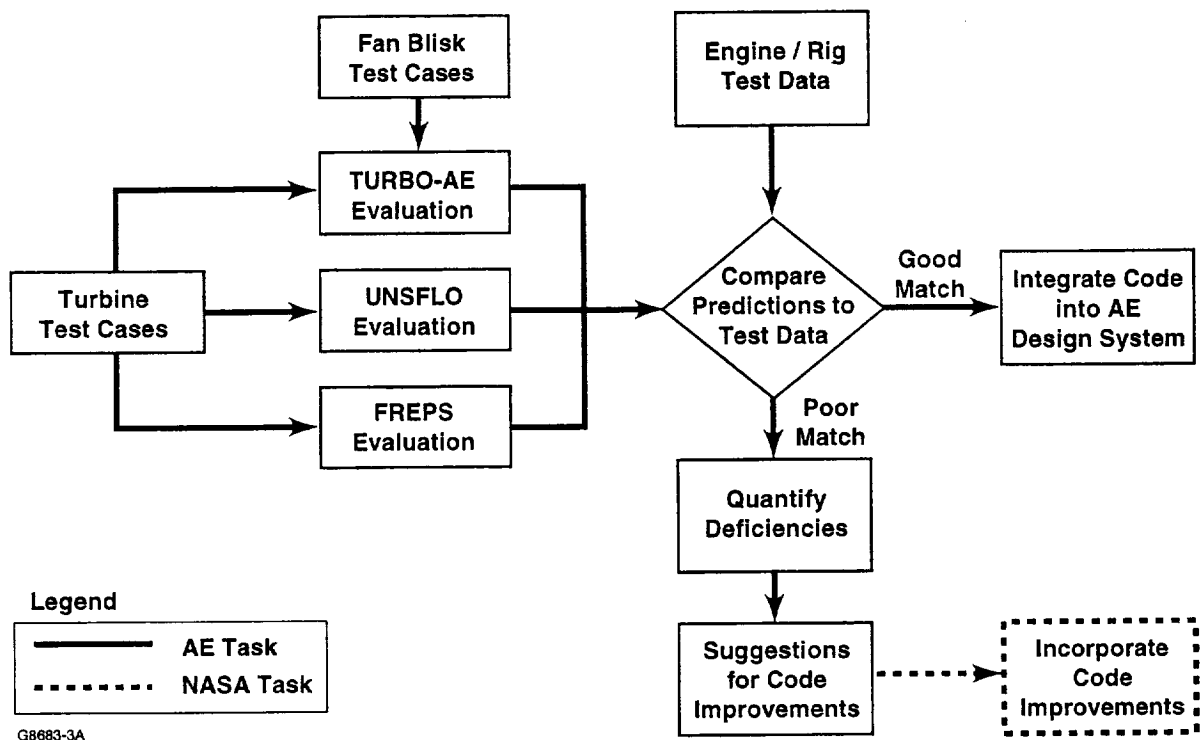 Fan Blisk
Test Cases
Engine / Rig
Test Data
TURBO-AE
Evaluation
Turbine
Test Cases
UNSFLO
Evaluation
FREPS
Evaluation
Compare
Predictions to
Test Data
Good
Match
Integrate Code
into AE
Design System
Poor
Match
Quantify
Deficiencies
Suggestions
for Code
Improvements
Incorporate
Code
Improvements
Legend
AE Task
NASA Task
G8683-3A